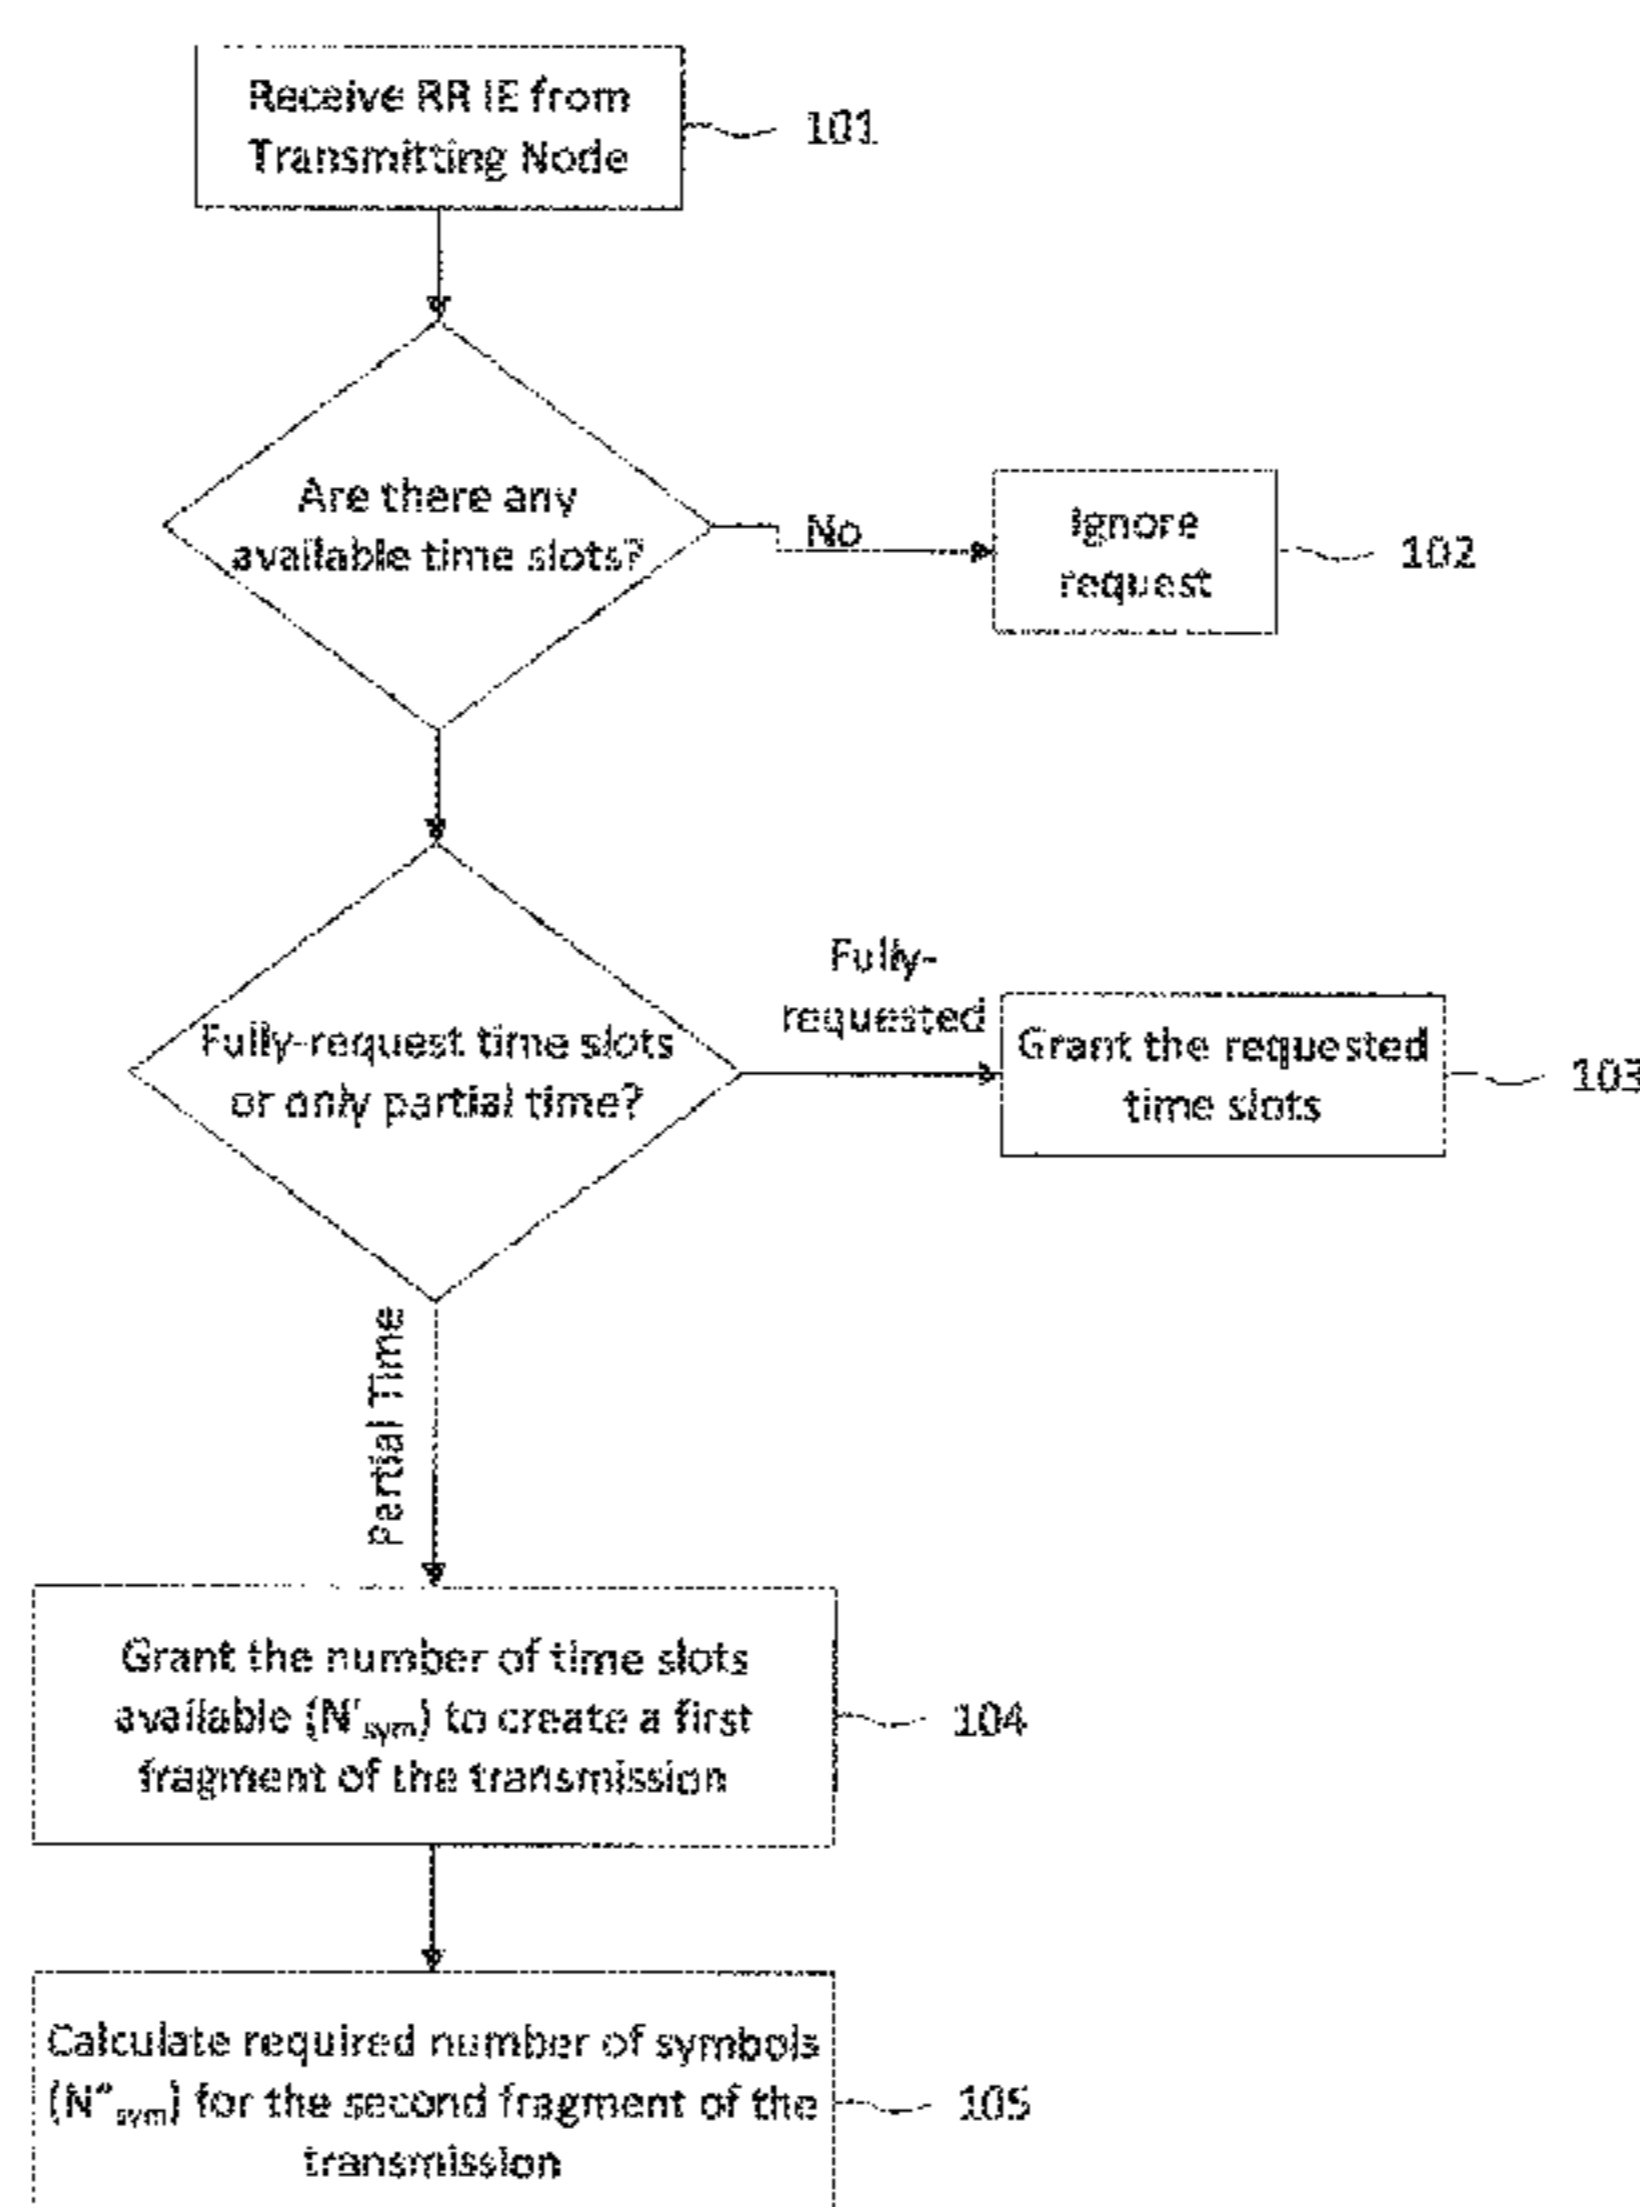 Receive RR IE from
Transmitting Node
101
Are there any
available time slots?
No
Ignore
request
102
Fully-request time slots
or only partial time?
Fully-
requested
Grant the requested
time slots
103
Partial Time
Grant the number of time slots
available (N'sym) to create a first
fragment of the transmission
104
Calculate required number of symbols
(N"sym) for the second fragment of the
transmission
105